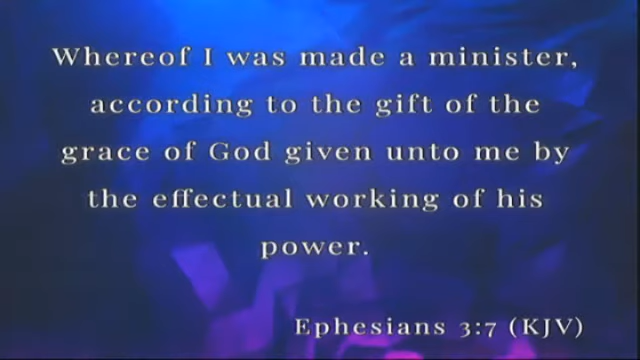 Whereof I was made a minister,
according to the gift of the
grace of God given unto me by
the effectual working of his
power.
Ephesians 3:7 (KJV)